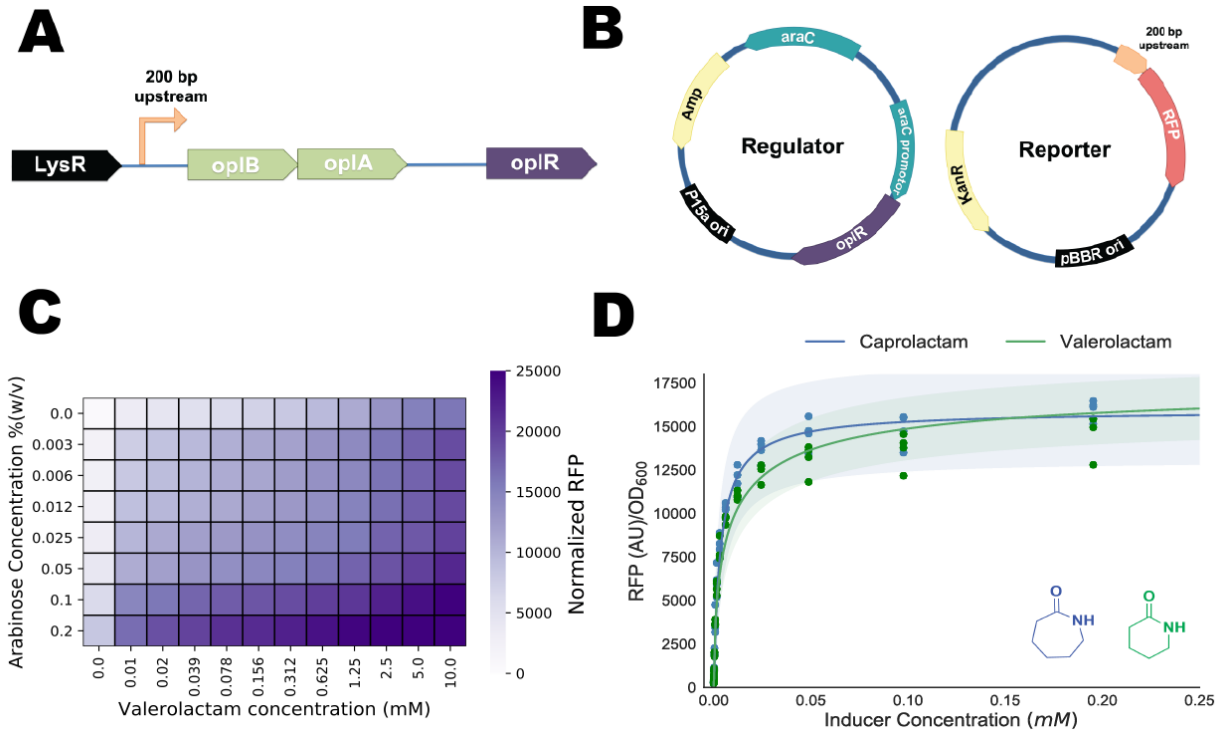 A
200 bp
upstream
LysR
oplB
oplA
oplR
B
araC
Amp
araC promotor
Regulator
P15a ori
oplR
200 bp
upstream
RFP
Reporter
KanR
pBBR ori
C
Arabinose Concentration %(w/v)
0.0
0.003
0.006
0.012
0.025
0.05
0.1
0.2
0.0
0.01
0.02
0.039
0.078
0.156
0.312
0.625
1.25
2.5
5.0
10.0
Valerolactam concentration (mM)
25000
20000
15000
10000
5000
0
Normalized RFP
D
Caprolactam
Valerolactam
RFP (AU)/OD600
17500
15000
12500
10000
7500
5000
2500
0
0.00
0.05
0.10
0.15
0.20
0.25
Inducer Concentration (mM)
O
NH
O
NH